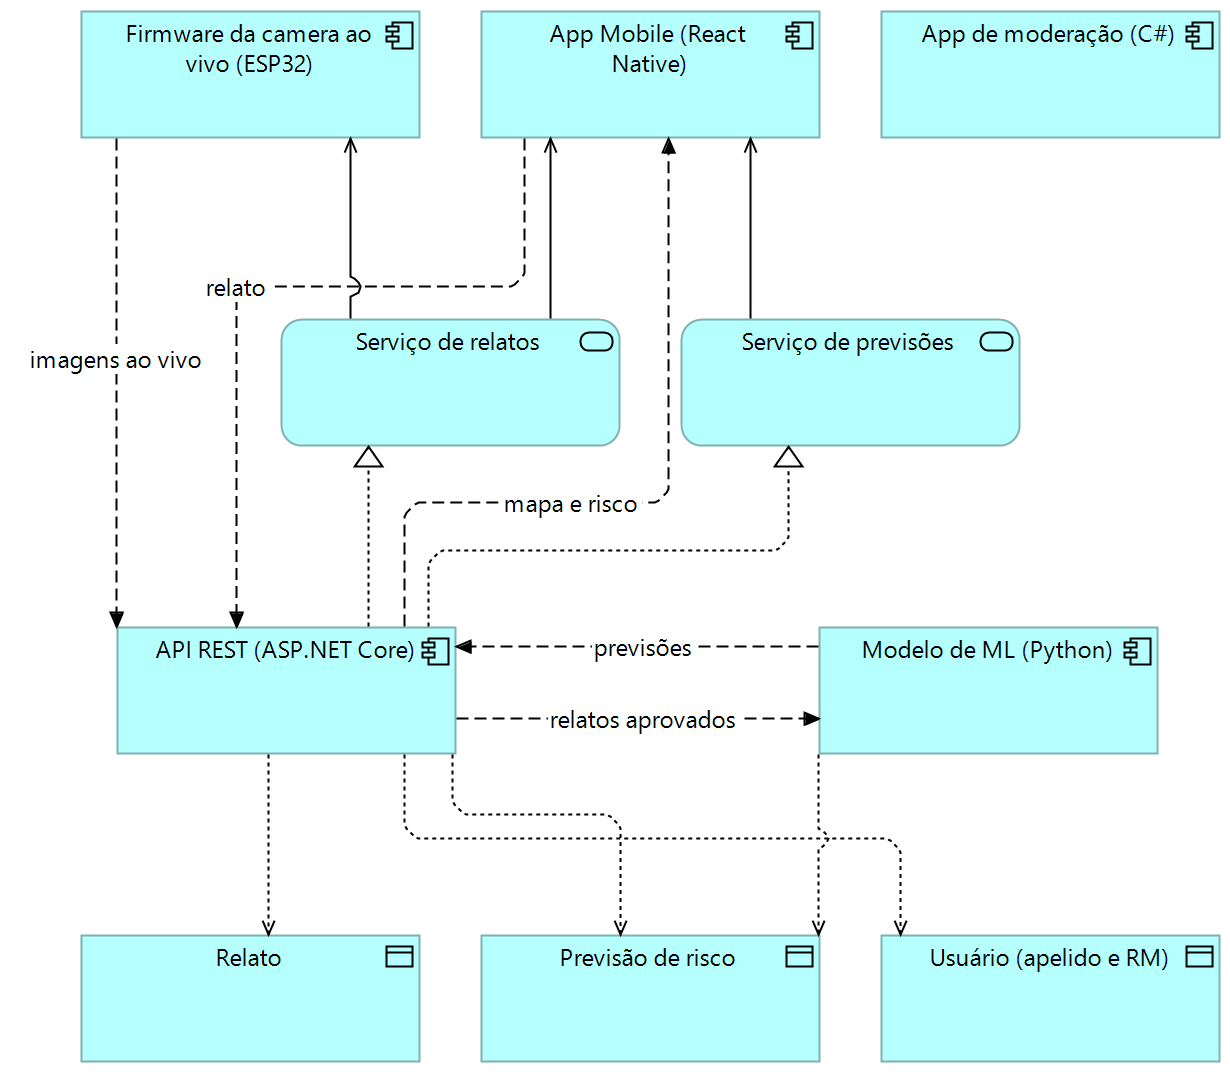 Firmware da camera ao
vivo (ESP32)
App Mobile (React
Native)
App de moderação (C#)
relato
imagens ao vivo
Serviço de relatos
Serviço de previsões
mapa e risco
API REST (ASP.NET Core)
previsões
Modelo de ML (Python)
relatos aprovados
Relato
Previsão de risco
Usuário (apelido e RM)